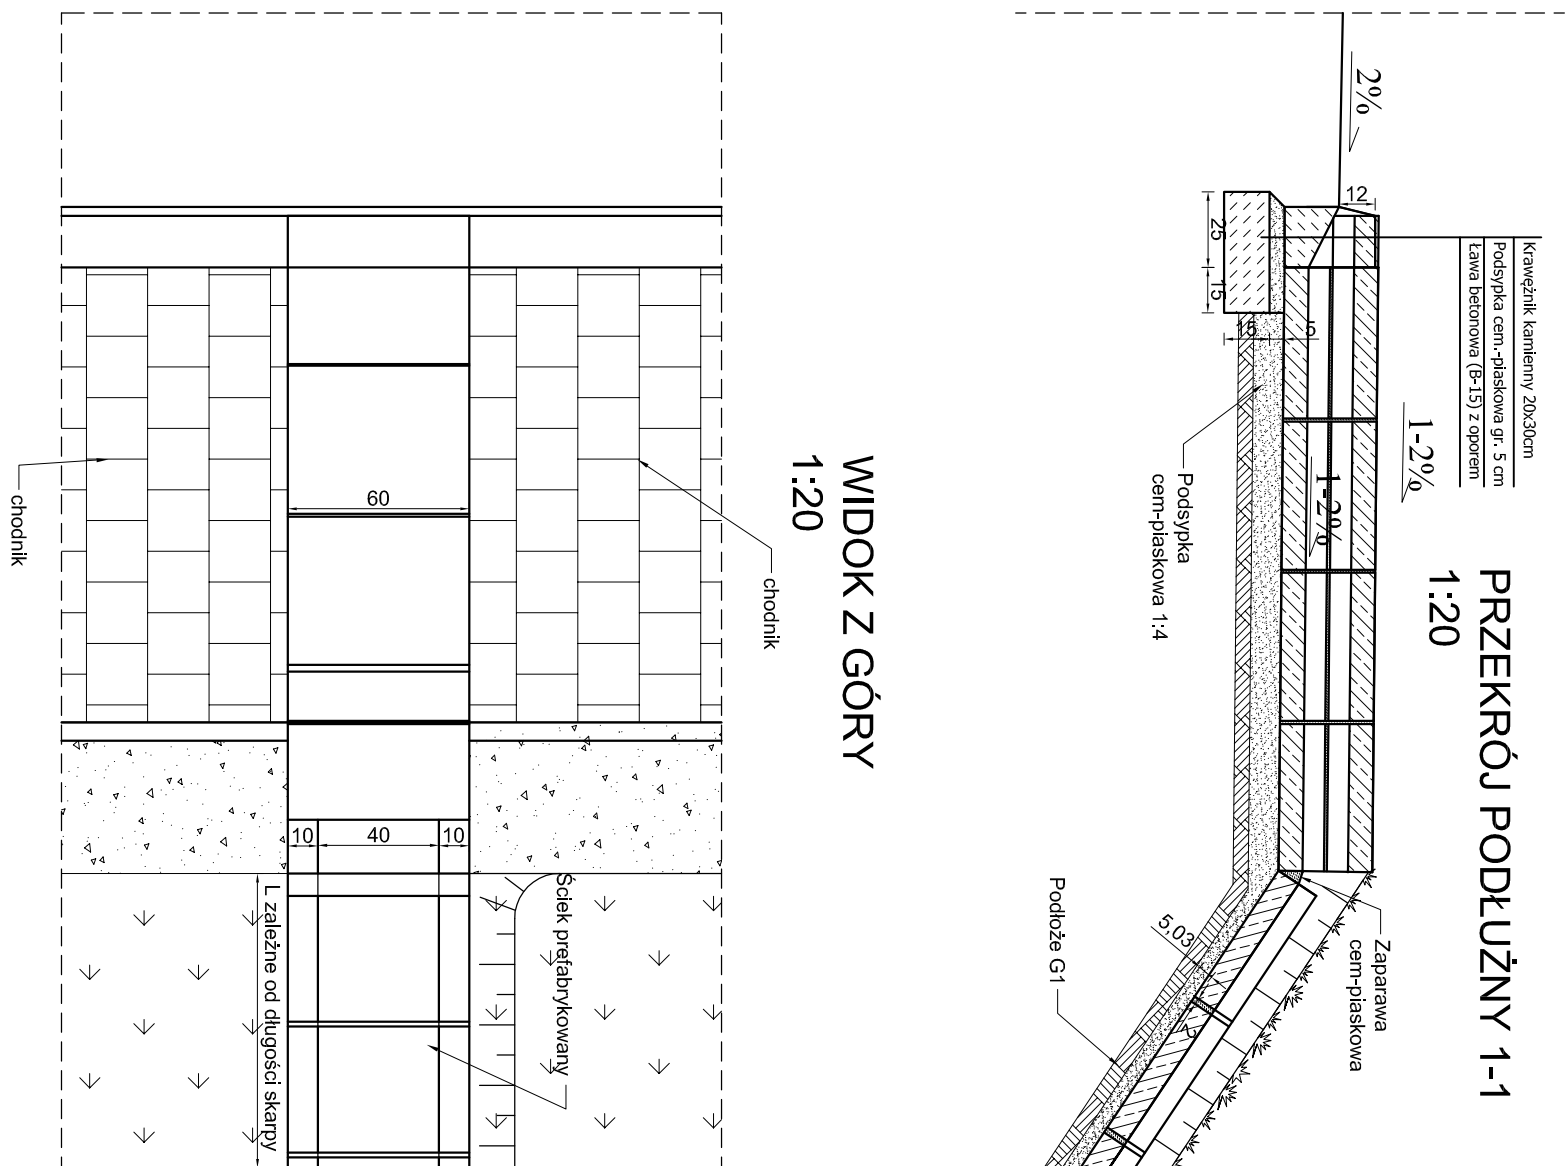 PRZEKRÓJ PODŁUŻNY 1-1
1:20
Krawężnik kamienny 20x30cm
Podsypka cem.-piaskowa gr. 5 cm
Ława betonowa (B-15) z oporem
2%
1-2%
1-2%
12
25
15
15
5
Podsypka
cem-piaskowa 1:4
Zaparawa
cem-piaskowa
5,03
2
Podłoże G1
WIDOK Z GÓRY
1:20
chodnik
chodnik
60
10
40
10
Ściek prefabrykowany
L zależne od długości skarpy